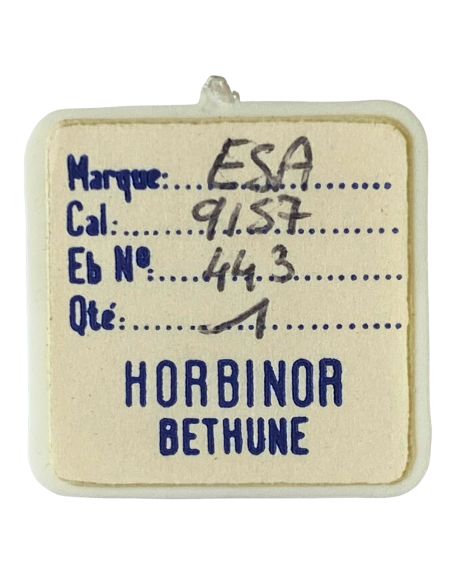 Marque: ESA
Cal: 9157
Eb Nº: 443
Qté: 1
HORBINOR
BETHUNE